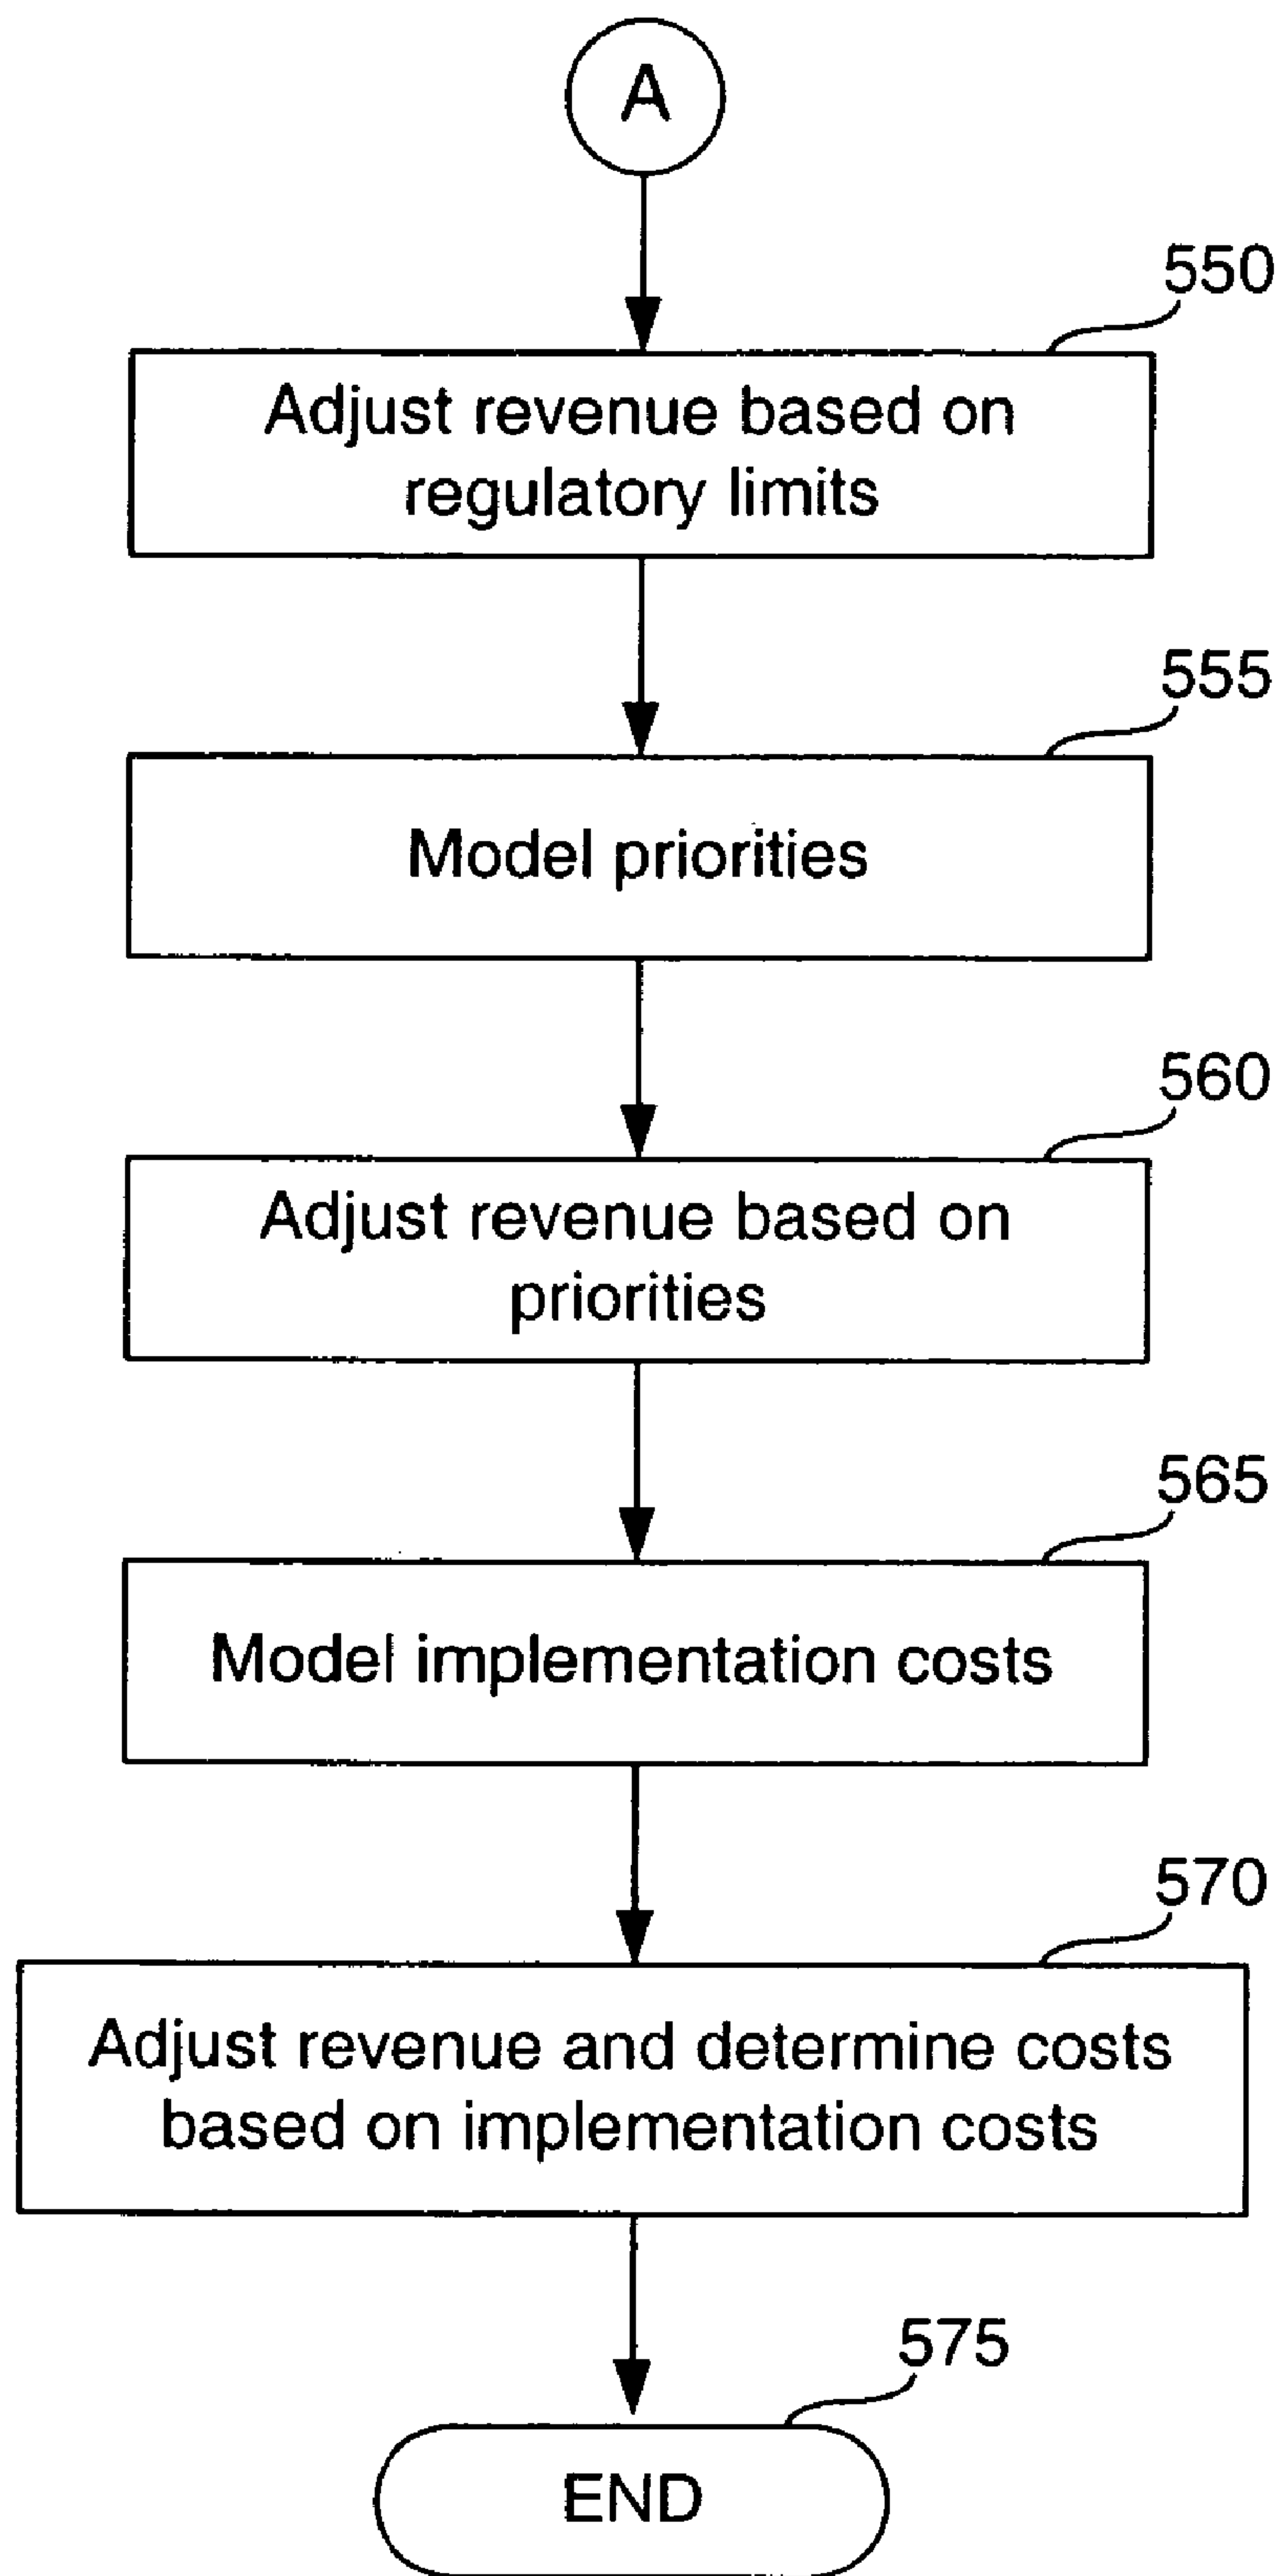 A
550
Adjust revenue based on
regulatory limits
555
Model priorities
560
Adjust revenue based on
priorities
565
Model implementation costs
570
Adjust revenue and determine costs
based on implementation costs
575
END